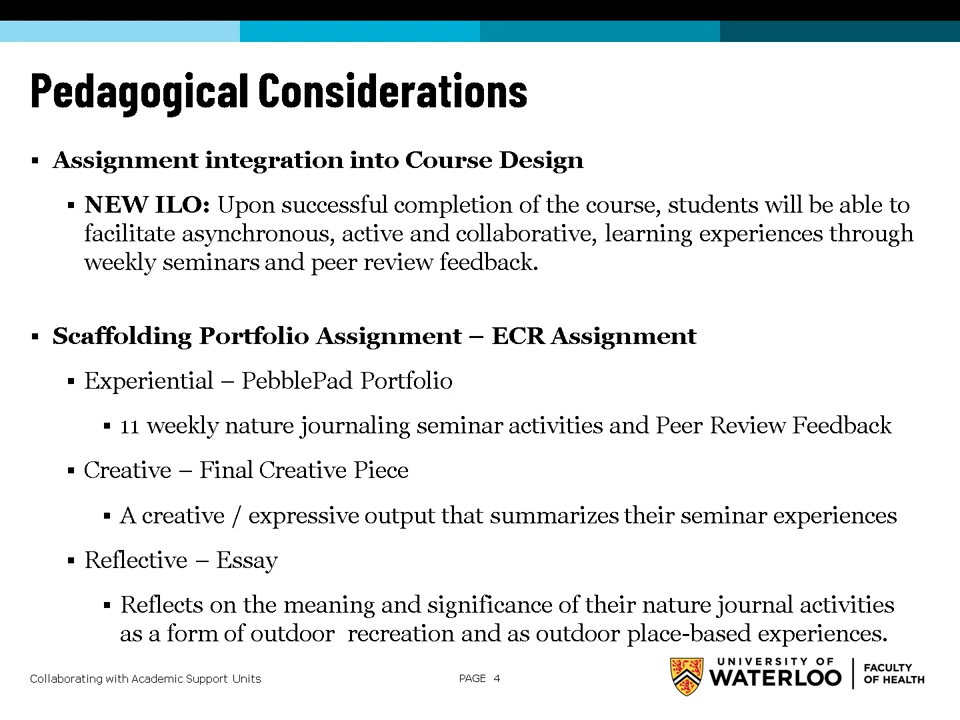 Pedagogical Considerations
▪ Assignment integration into Course Design
▪ NEW ILO: Upon successful completion of the course, students will be able to
facilitate asynchronous, active and collaborative, learning experiences through
weekly seminars and peer review feedback.
▪ Scaffolding Portfolio Assignment – ECR Assignment
▪ Experiential – PebblePad Portfolio
▪ 11 weekly nature journaling seminar activities and Peer Review Feedback
▪ Creative – Final Creative Piece
▪ A creative / expressive output that summarizes their seminar experiences
▪ Reflective – Essay
▪ Reflects on the meaning and significance of their nature journal activities
as a form of outdoor  recreation and as outdoor place-based experiences.
Collaborating with Academic Support Units
PAGE 4
UNIVERSITY OF
WATERLOO
FACULTY
OF HEALTH